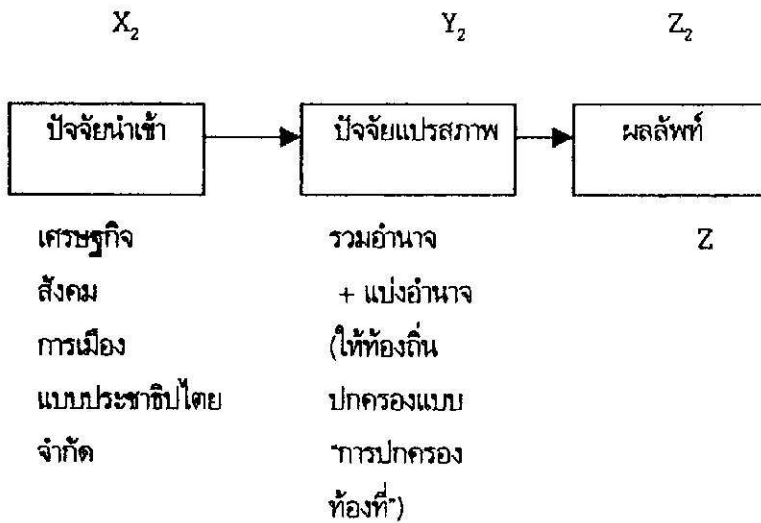 X₂ Y₂ Z₂
ปัจจัยนำเข้า ปัจจัยแปรสภาพ ผลลัพท์
เศรษฐกิจ รวมอำนาจ Z
สังคม + แบ่งอำนาจ
การเมือง (ให้ท้องถิ่น
แบบประชาธิปไตย ปกครองแบบ
จำกัด "การปกครอง
ท้องที่")